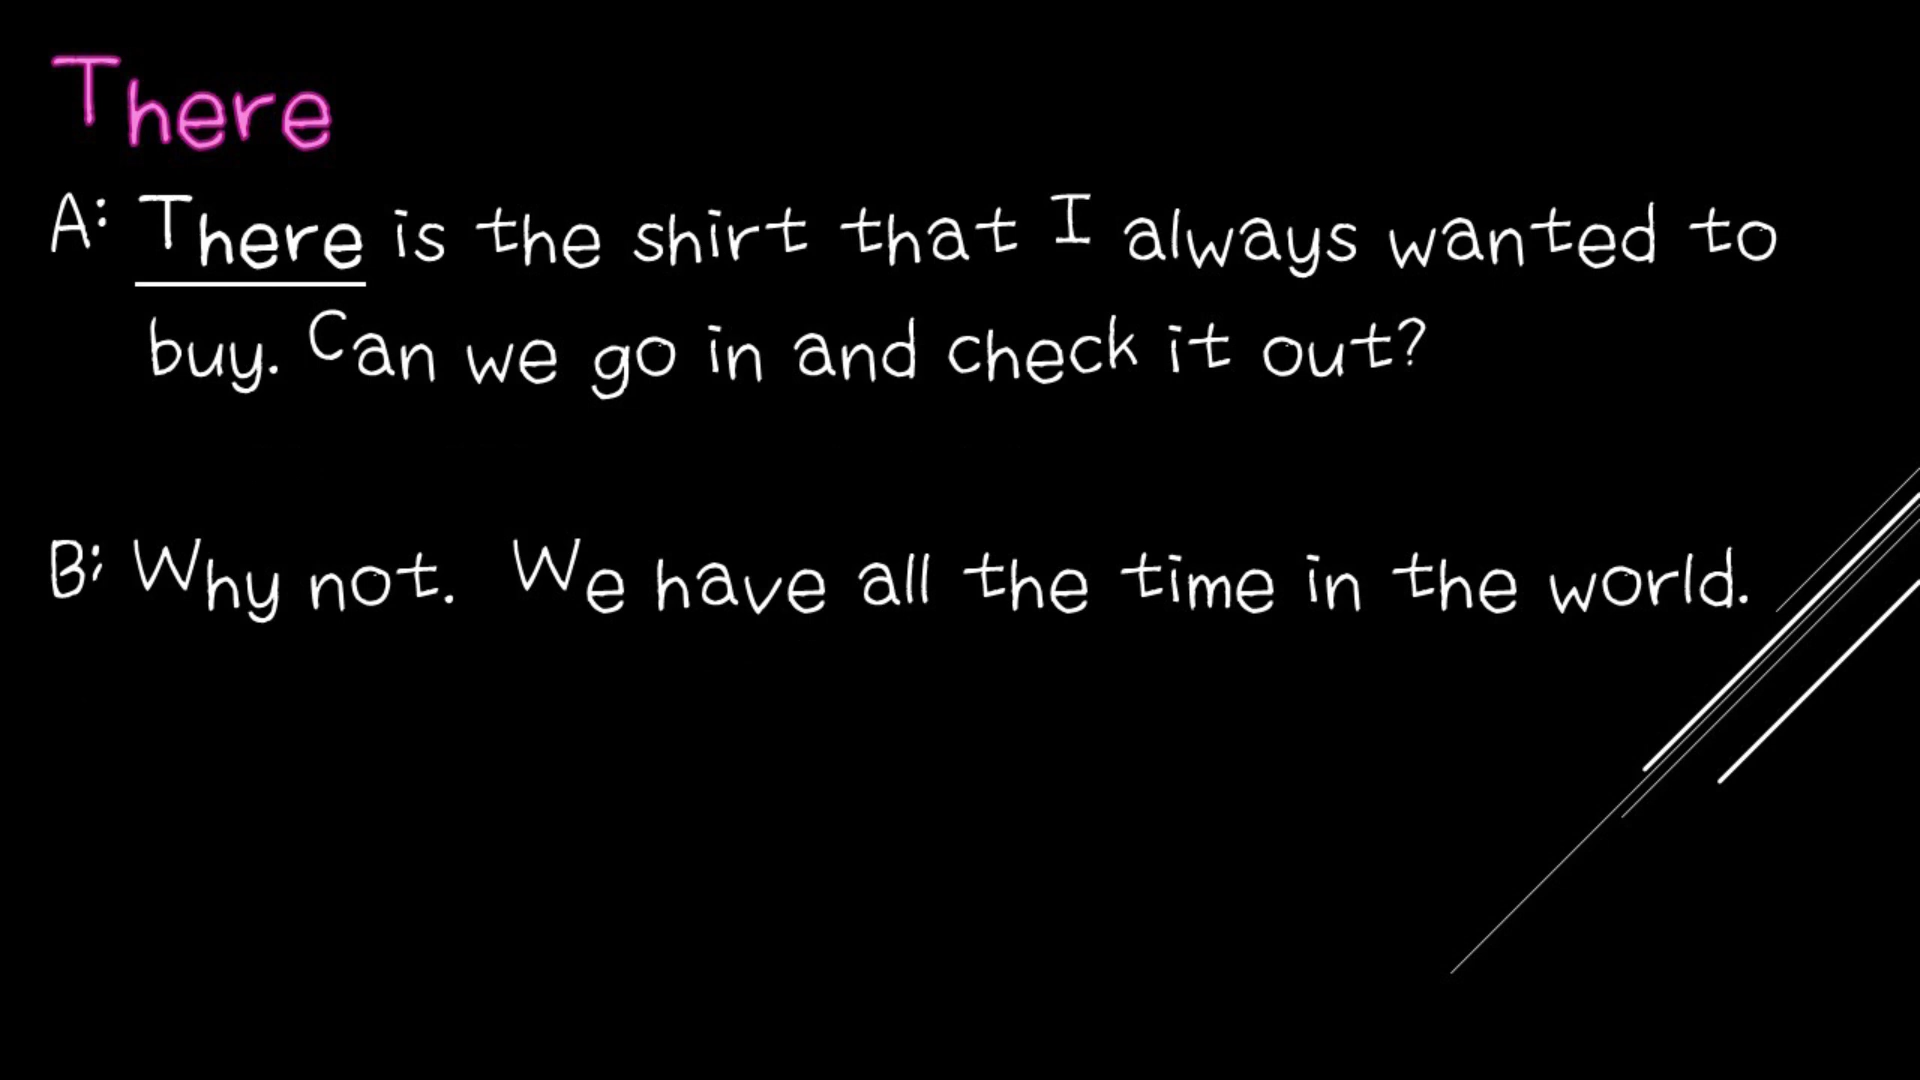 There
A: There is the shirt that I always wanted to
buy. Can we go in and check it out?
B: Why not. We have all the time in the world.